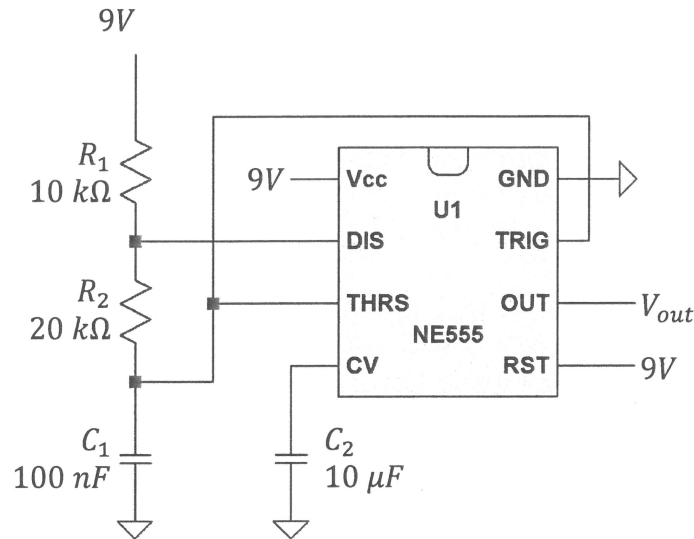 9V
R₁
10 kΩ
R₂
20 kΩ
C₁
100 nF
C₂
10 μF
9V
Vcc
GND
U1
DIS
TRIG
THRS
OUT
V_out
NE555
CV
RST
9V